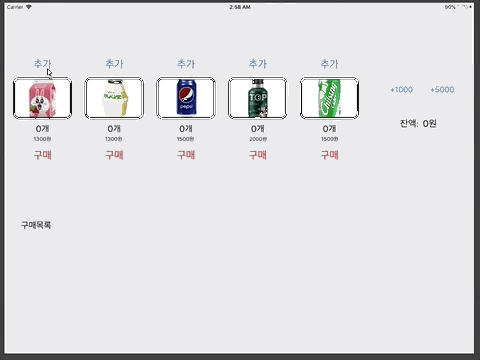 Carrier 2:58 AM 90%
추가 추가 추가 추가 추가
pepsi TOP
+1000 +5000
0개 0개 0개 0개 0개
잔액: 0원
1300원 1300원 1500원 2000원 1500원
구매 구매 구매 구매 구매
구매목록